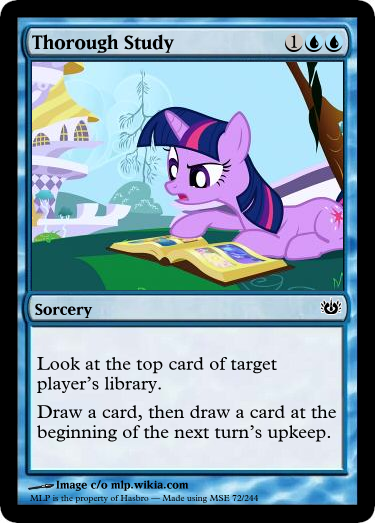 Thorough Study 1
Sorcery
Look at the top card of target
player's library.
Draw a card, then draw a card at the
beginning of the next turn's upkeep.
Image c/o mlp.wikia.com
MLP is the property of Hasbro — Made using MSE 72/244